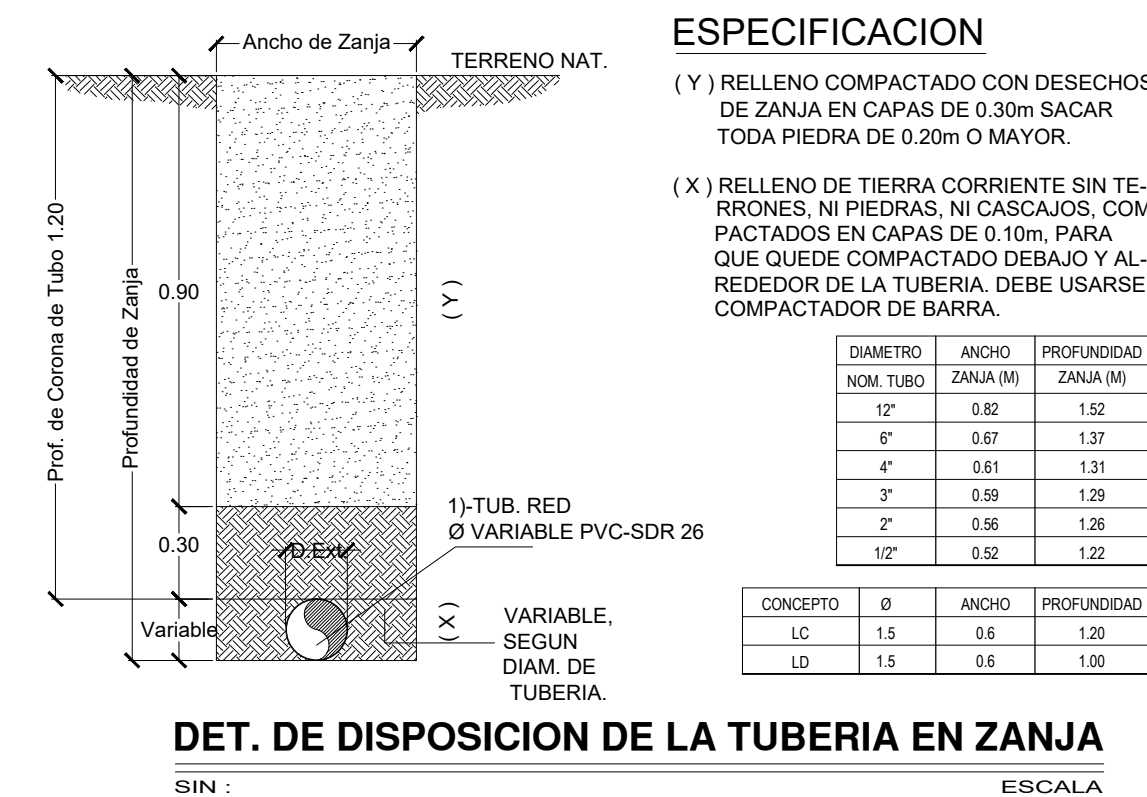 Ancho de Zanja
TERRENO NAT.
Prof. de Corona de Tubo 1.20
Profundidad de Zanja
0.90
( Y )
0.30
D.Ext.
Variable
( X )
1)-TUB. RED
Ø VARIABLE PVC-SDR 26
VARIABLE,
SEGUN
DIAM. DE
TUBERIA.
ESPECIFICACION
( Y ) RELLENO COMPACTADO CON DESECHOS
DE ZANJA EN CAPAS DE 0.30m SACAR
TODA PIEDRA DE 0.20m O MAYOR.
( X ) RELLENO DE TIERRA CORRIENTE SIN TE-
RRONES, NI PIEDRAS, NI CASCAJOS, COM
PACTADOS EN CAPAS DE 0.10m, PARA
QUE QUEDE COMPACTADO DEBAJO Y AL-
REDEDOR DE LA TUBERIA. DEBE USARSE
COMPACTADOR DE BARRA.
DIAMETRO ANCHO PROFUNDIDAD
NOM. TUBO ZANJA (M) ZANJA (M)
12" 0.82 1.52
6" 0.67 1.37
4" 0.61 1.31
3" 0.59 1.29
2" 0.56 1.26
1/2" 0.52 1.22
CONCEPTO Ø ANCHO PROFUNDIDAD
LC 1.5 0.6 1.20
LD 1.5 0.6 1.00
DET. DE DISPOSICION DE LA TUBERIA EN ZANJA
SIN : ESCALA